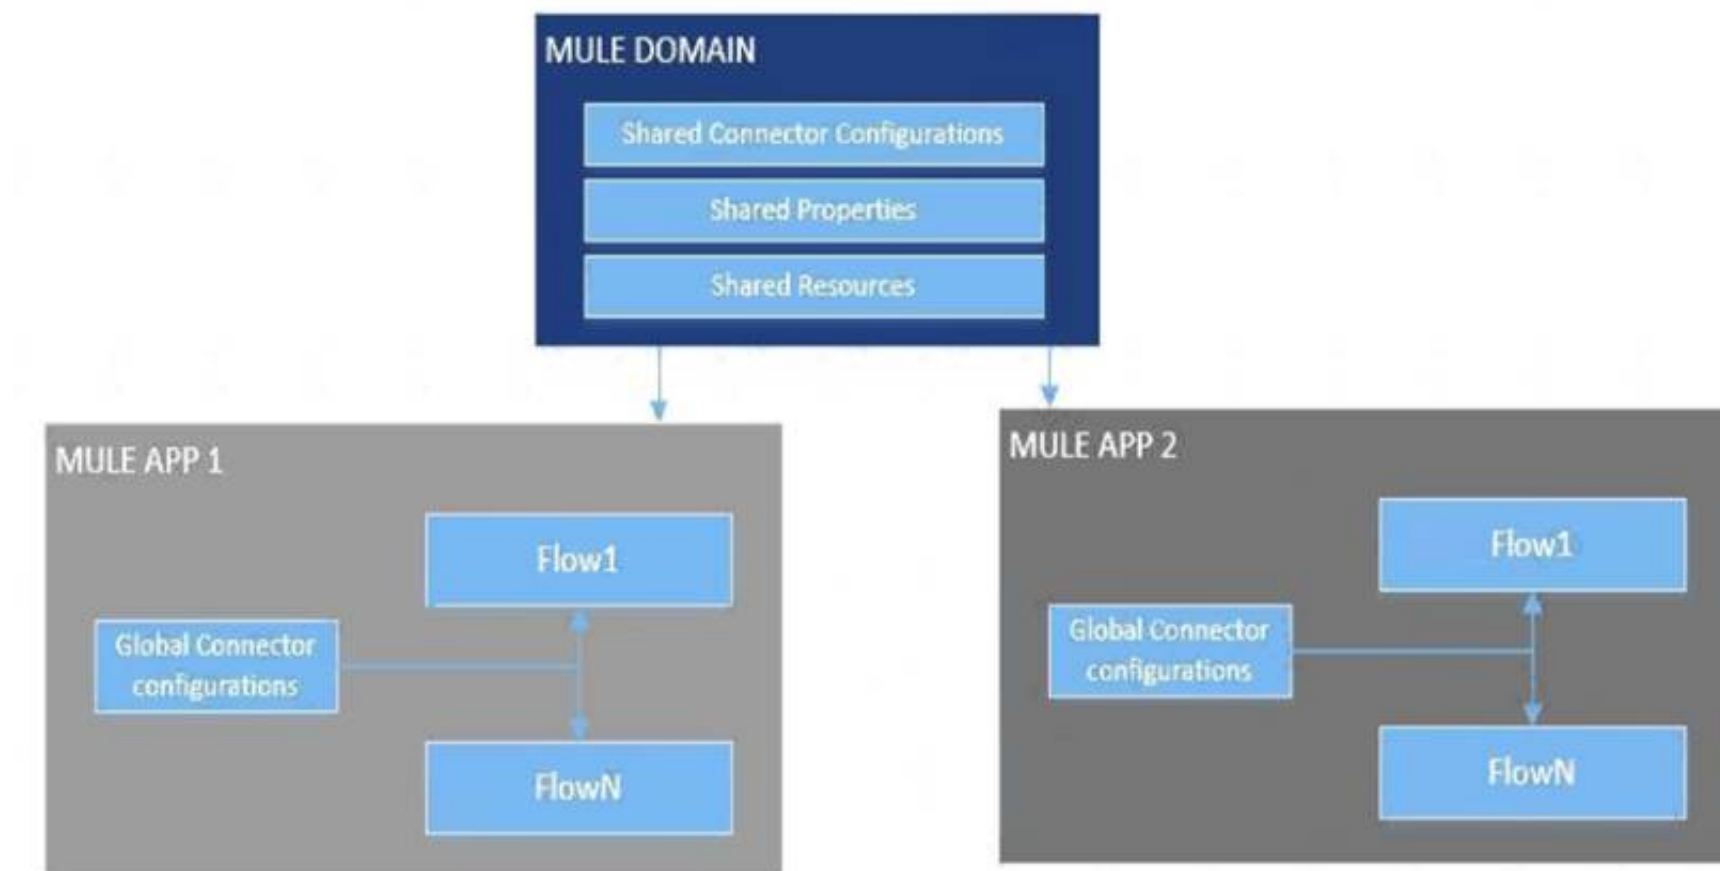 MULE DOMAIN
Shared Connector Configurations
Shared Properties
Shared Resources
MULE APP 1
Flow1
Global Connector
configurations
FlowN
MULE APP 2
Flow1
Global Connector
configurations
FlowN